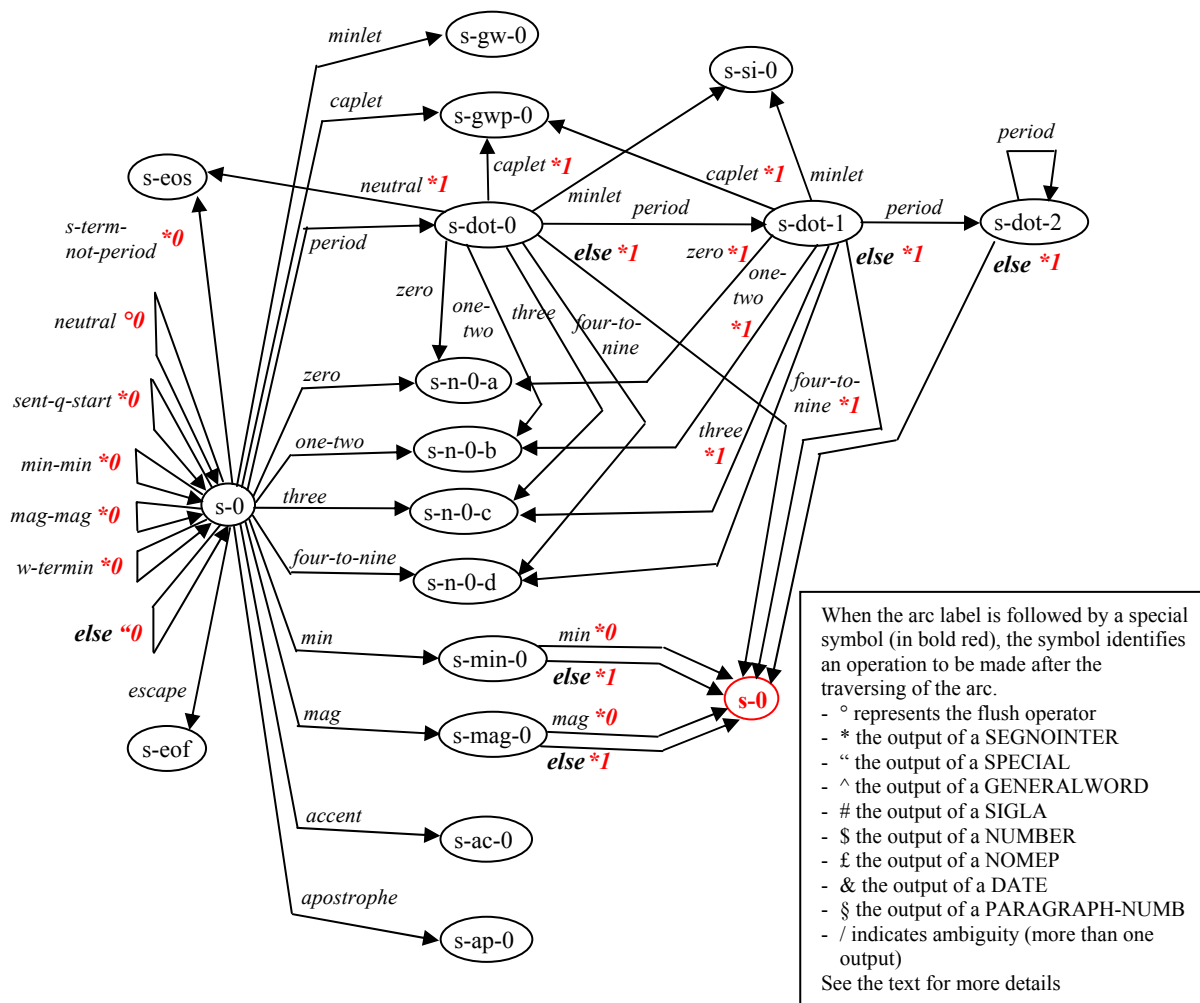 minlet
s-gw-0
s-si-0
caplet
s-gwp-0
period
s-eos
neutral *1
caplet *1
caplet *1
minlet
minlet
s-term-
not-period *0
period
s-dot-0
period
s-dot-1
period
s-dot-2
else *1
zero *1
else *1
else *1
zero
one-
two
three
four-to-
nine
one-
two
*1
neutral °0
zero
s-n-0-a
four-to-
nine *1
sent-q-start *0
one-two
s-n-0-b
three
*1
min-min *0
s-0
three
s-n-0-c
mag-mag *0
w-termin *0
four-to-nine
s-n-0-d
else “0
min
s-min-0
min *0
else *1
s-0
escape
mag
s-mag-0
mag *0
else *1
s-eof
accent
s-ac-0
apostrophe
s-ap-0
When the arc label is followed by a special
symbol (in bold red), the symbol identifies
an operation to be made after the
traversing of the arc.
- ° represents the flush operator
- * the output of a SEGNOINTER
- “ the output of a SPECIAL
- ^ the output of a GENERALWORD
- # the output of a SIGLA
- $ the output of a NUMBER
- £ the output of a NOMEP
- & the output of a DATE
- § the output of a PARAGRAPH-NUMB
- / indicates ambiguity (more than one
output)
See the text for more details